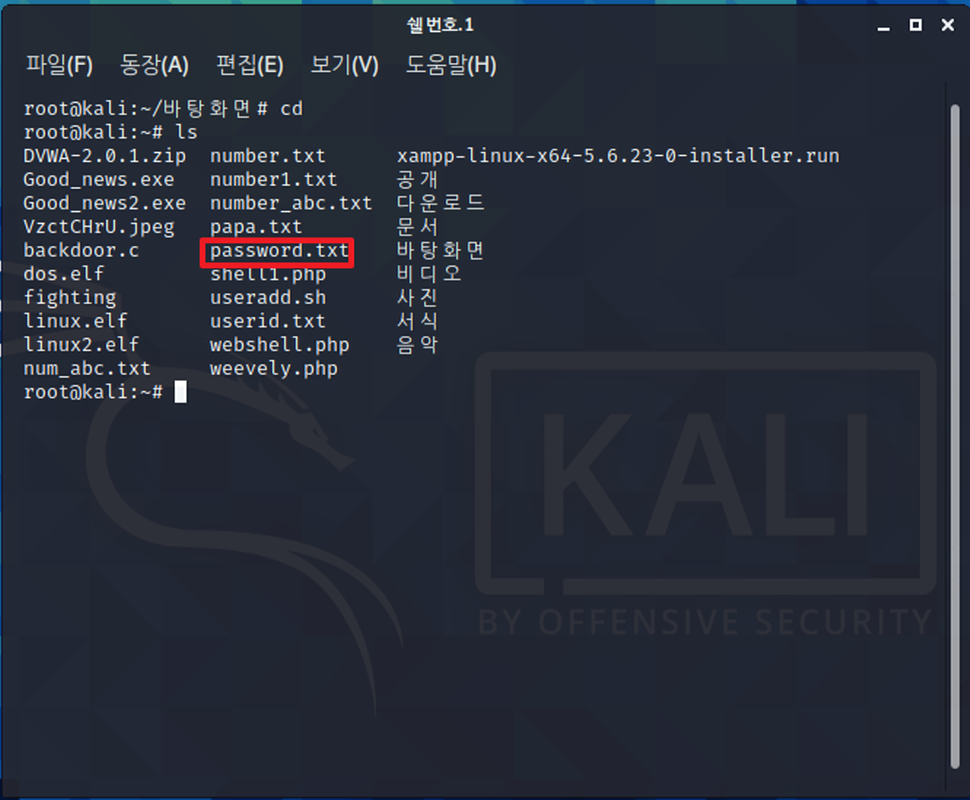 쉘번호.1
파일(F) 동장(A) 편집(E) 보기(V) 도움말(H)
root@kali:~/바탕화면# cd
root@kali:~# ls
DVWA-2.0.1.zip number.txt xampp-linux-x64-5.6.23-0-installer.run
Good_news.exe number1.txt 공개
Good_news2.exe number_abc.txt 다운로드
VzctCHrU.jpeg papa.txt 문서
backdoor.c password.txt 바탕화면
dos.elf shell1.php 비디오
fighting useradd.sh 사진
linux.elf userid.txt 서식
linux2.elf webshell.php 음악
num_abc.txt weevely.php
root@kali:~#
KALI
BY OFFENSIVE SECURITY